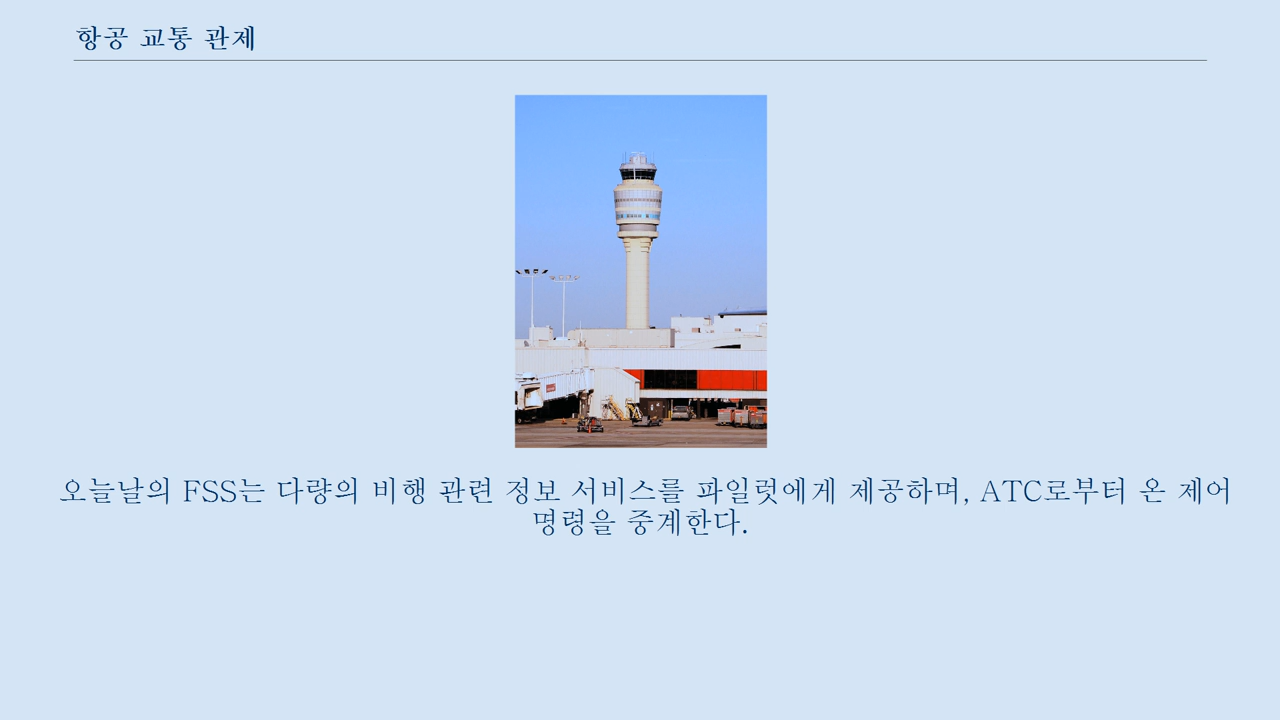 항공 교통 관제
오늘날의 FSS는 다량의 비행 관련 정보 서비스를 파일럿에게 제공하며, ATC로부터 온 제어
명령을 중계한다.